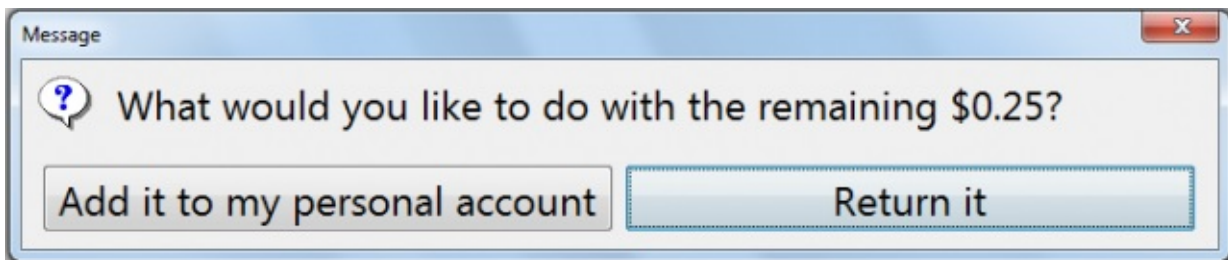 Message
What would you like to do with the remaining $0.25?
Add it to my personal account
Return it